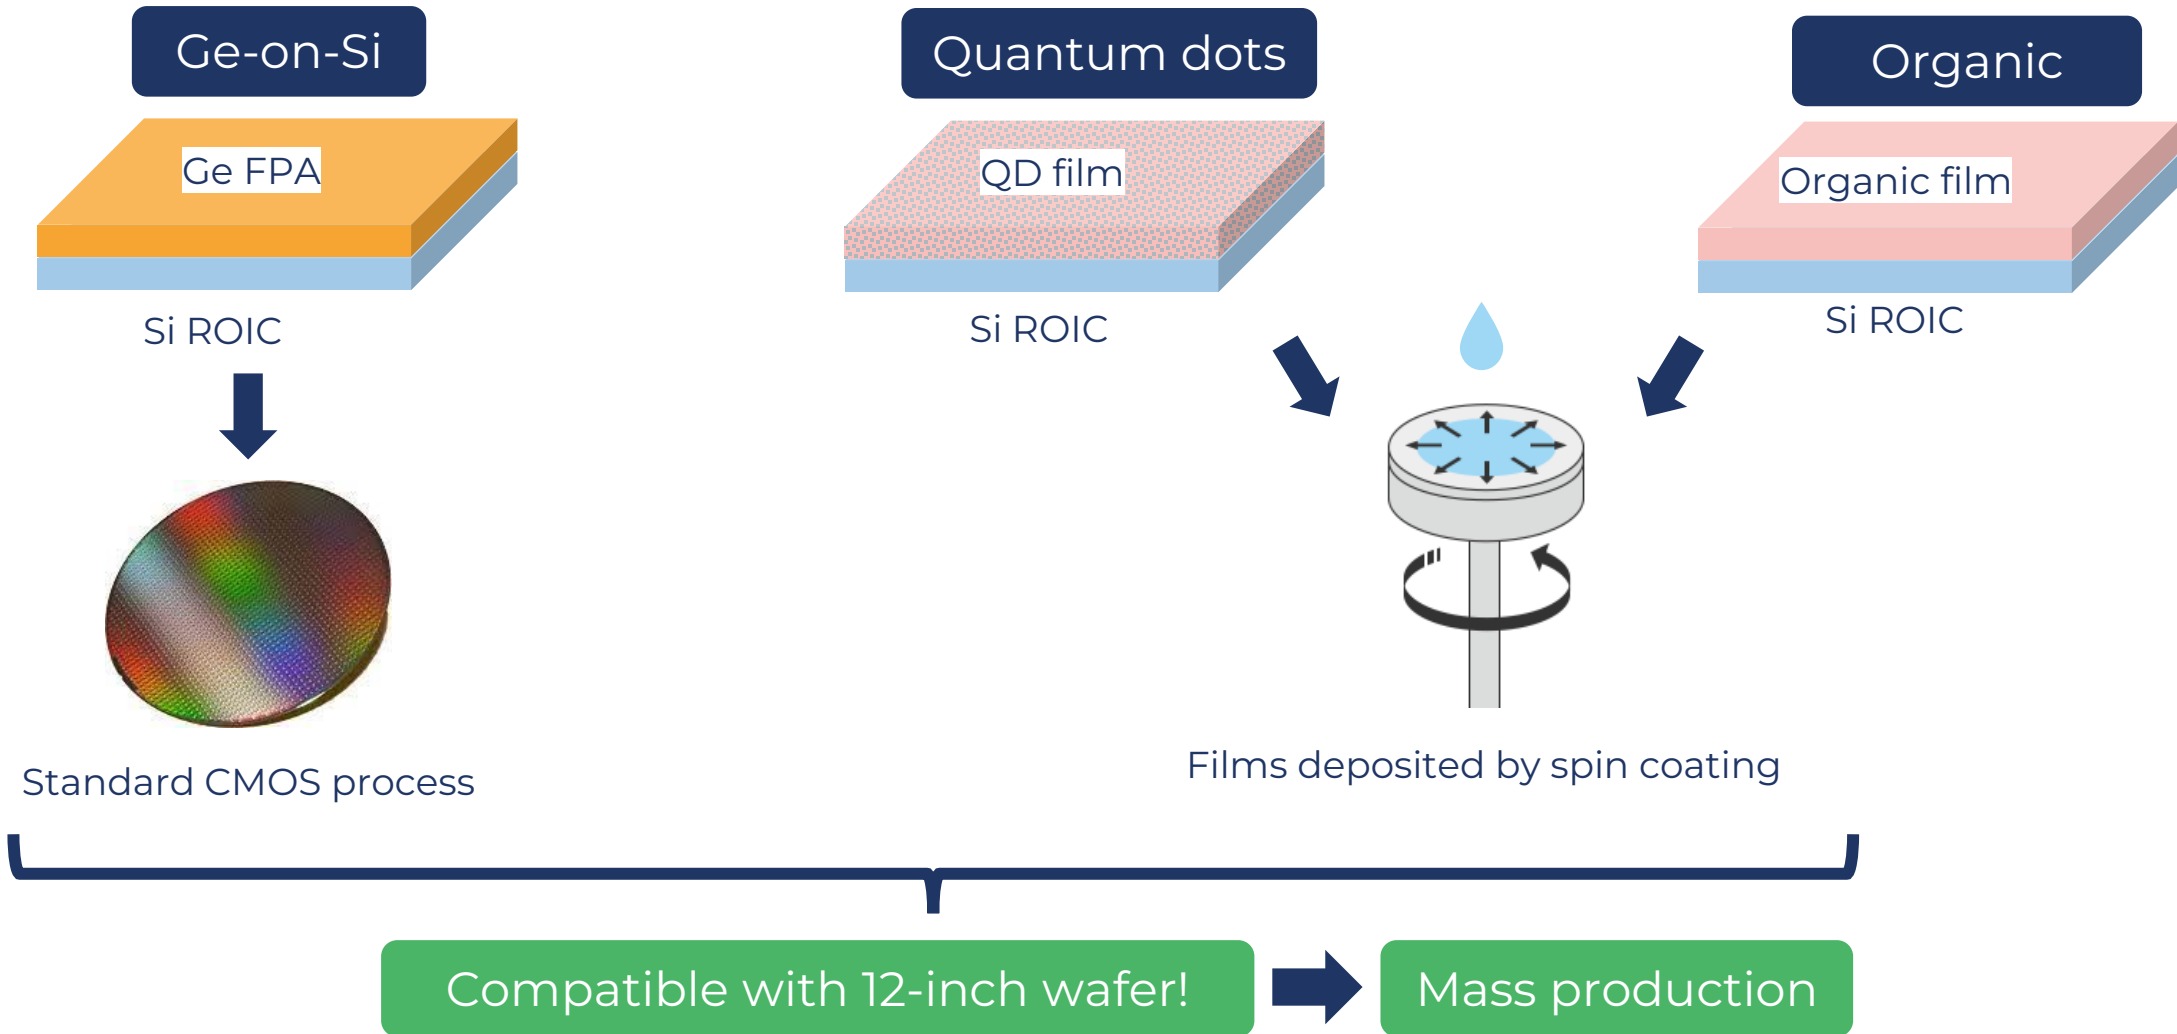 Ge-on-Si
Quantum dots
Organic
Ge FPA
QD film
Organic film
Si ROIC
Si ROIC
Si ROIC
Standard CMOS process
Films deposited by spin coating
Compatible with 12-inch wafer!
Mass production